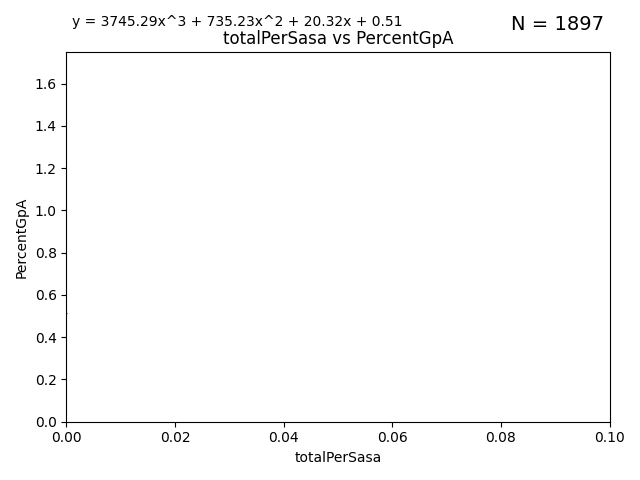 y = 3745.29x^3 + 735.23x^2 + 20.32x + 0.51
N = 1897
totalPerSasa vs PercentGpA
PercentGpA
1.6
1.4
1.2
1.0
0.8
0.6
0.4
0.2
0.0
0.00 0.02 0.04 0.06 0.08 0.10
totalPerSasa